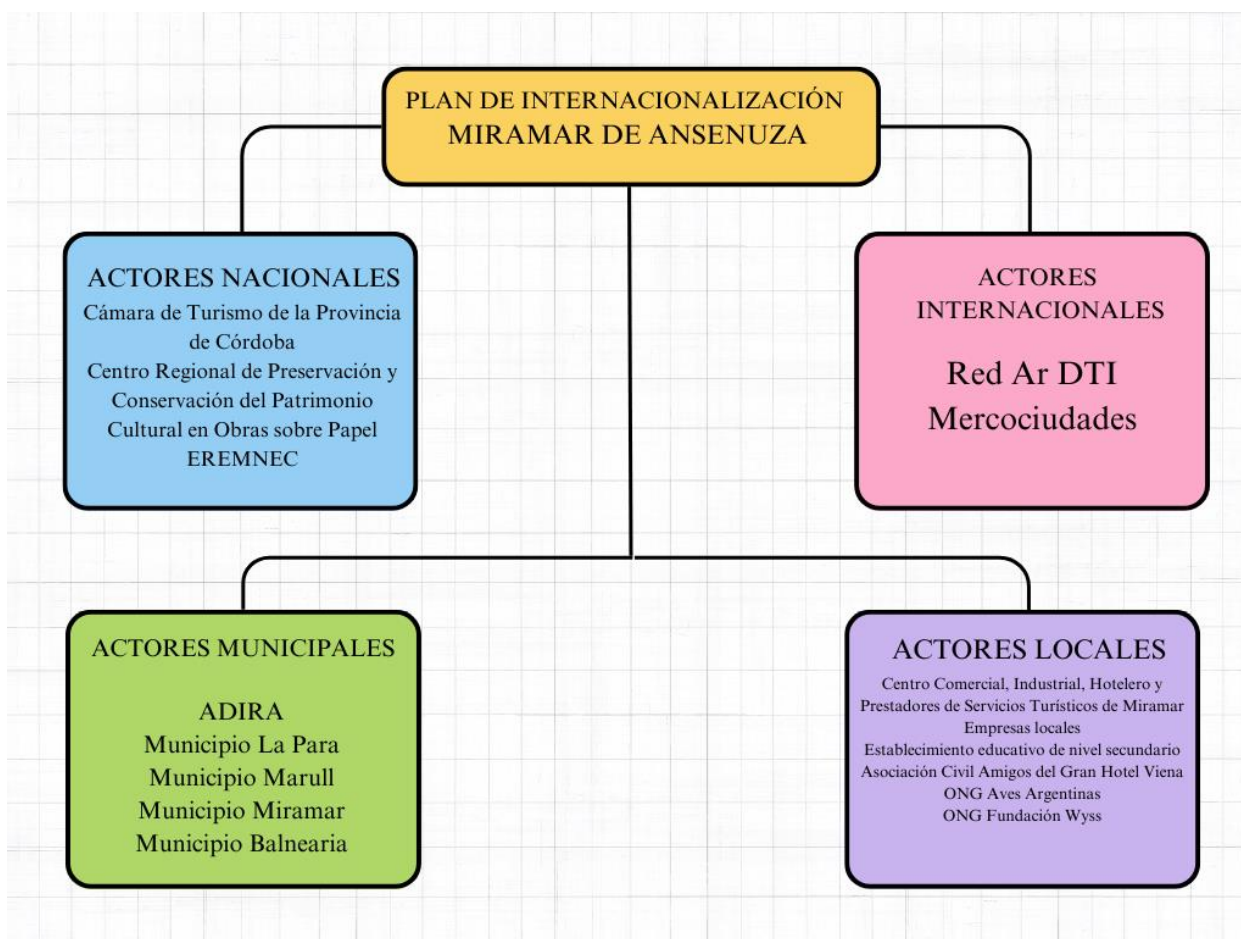 PLAN DE INTERNACIONALIZACIÓN
MIRAMAR DE ANSENUZA
ACTORES NACIONALES
Cámara de Turismo de la Provincia
de Córdoba
Centro Regional de Preservación y
Conservación del Patrimonio
Cultural en Obras sobre Papel
EREMNEC
ACTORES
INTERNACIONALES
Red Ar DTI
Mercociudades
ACTORES MUNICIPALES
ADIRA
Municipio La Para
Municipio Marull
Municipio Miramar
Municipio Balnearia
ACTORES LOCALES
Centro Comercial, Industrial, Hotelero y
Prestadores de Servicios Turísticos de Miramar
Empresas locales
Establecimiento educativo de nivel secundario
Asociación Civil Amigos del Gran Hotel Viena
ONG Aves Argentinas
ONG Fundación Wyss